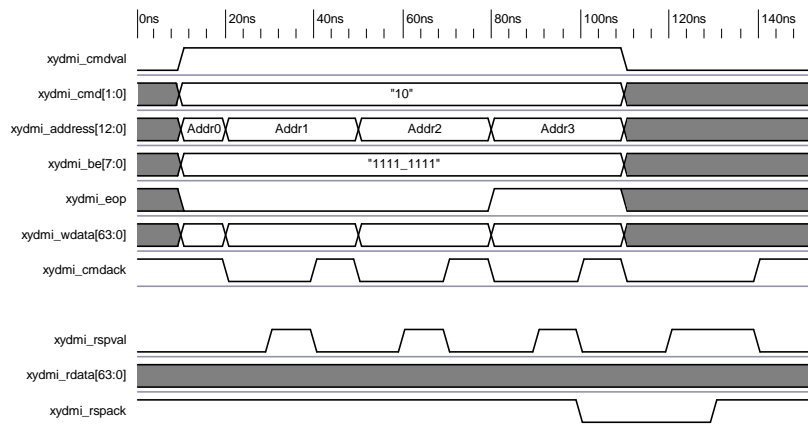 0ns 20ns 40ns 60ns 80ns 100ns 120ns 140ns
xydmi_cmdval
xydmi_cmd[1:0] "10"
xydmi_address[12:0] Addr0 Addr1 Addr2 Addr3
xydmi_be[7:0] "1111_1111"
xydmi_eop
xydmi_wdata[63:0]
xydmi_cmdack
xydmi_rspval
xydmi_rdata[63:0]
xydmi_rspack